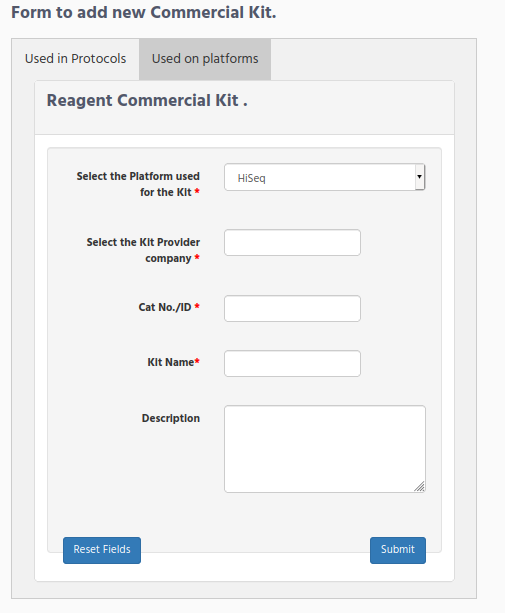 Form to add new Commercial Kit.
Used in Protocols
Used on platforms
Reagent Commercial Kit .
Select the Platform used
for the Kit *
HiSeq
Select the Kit Provider
company *
Cat No./ID *
Kit Name*
Description
Reset Fields
Submit